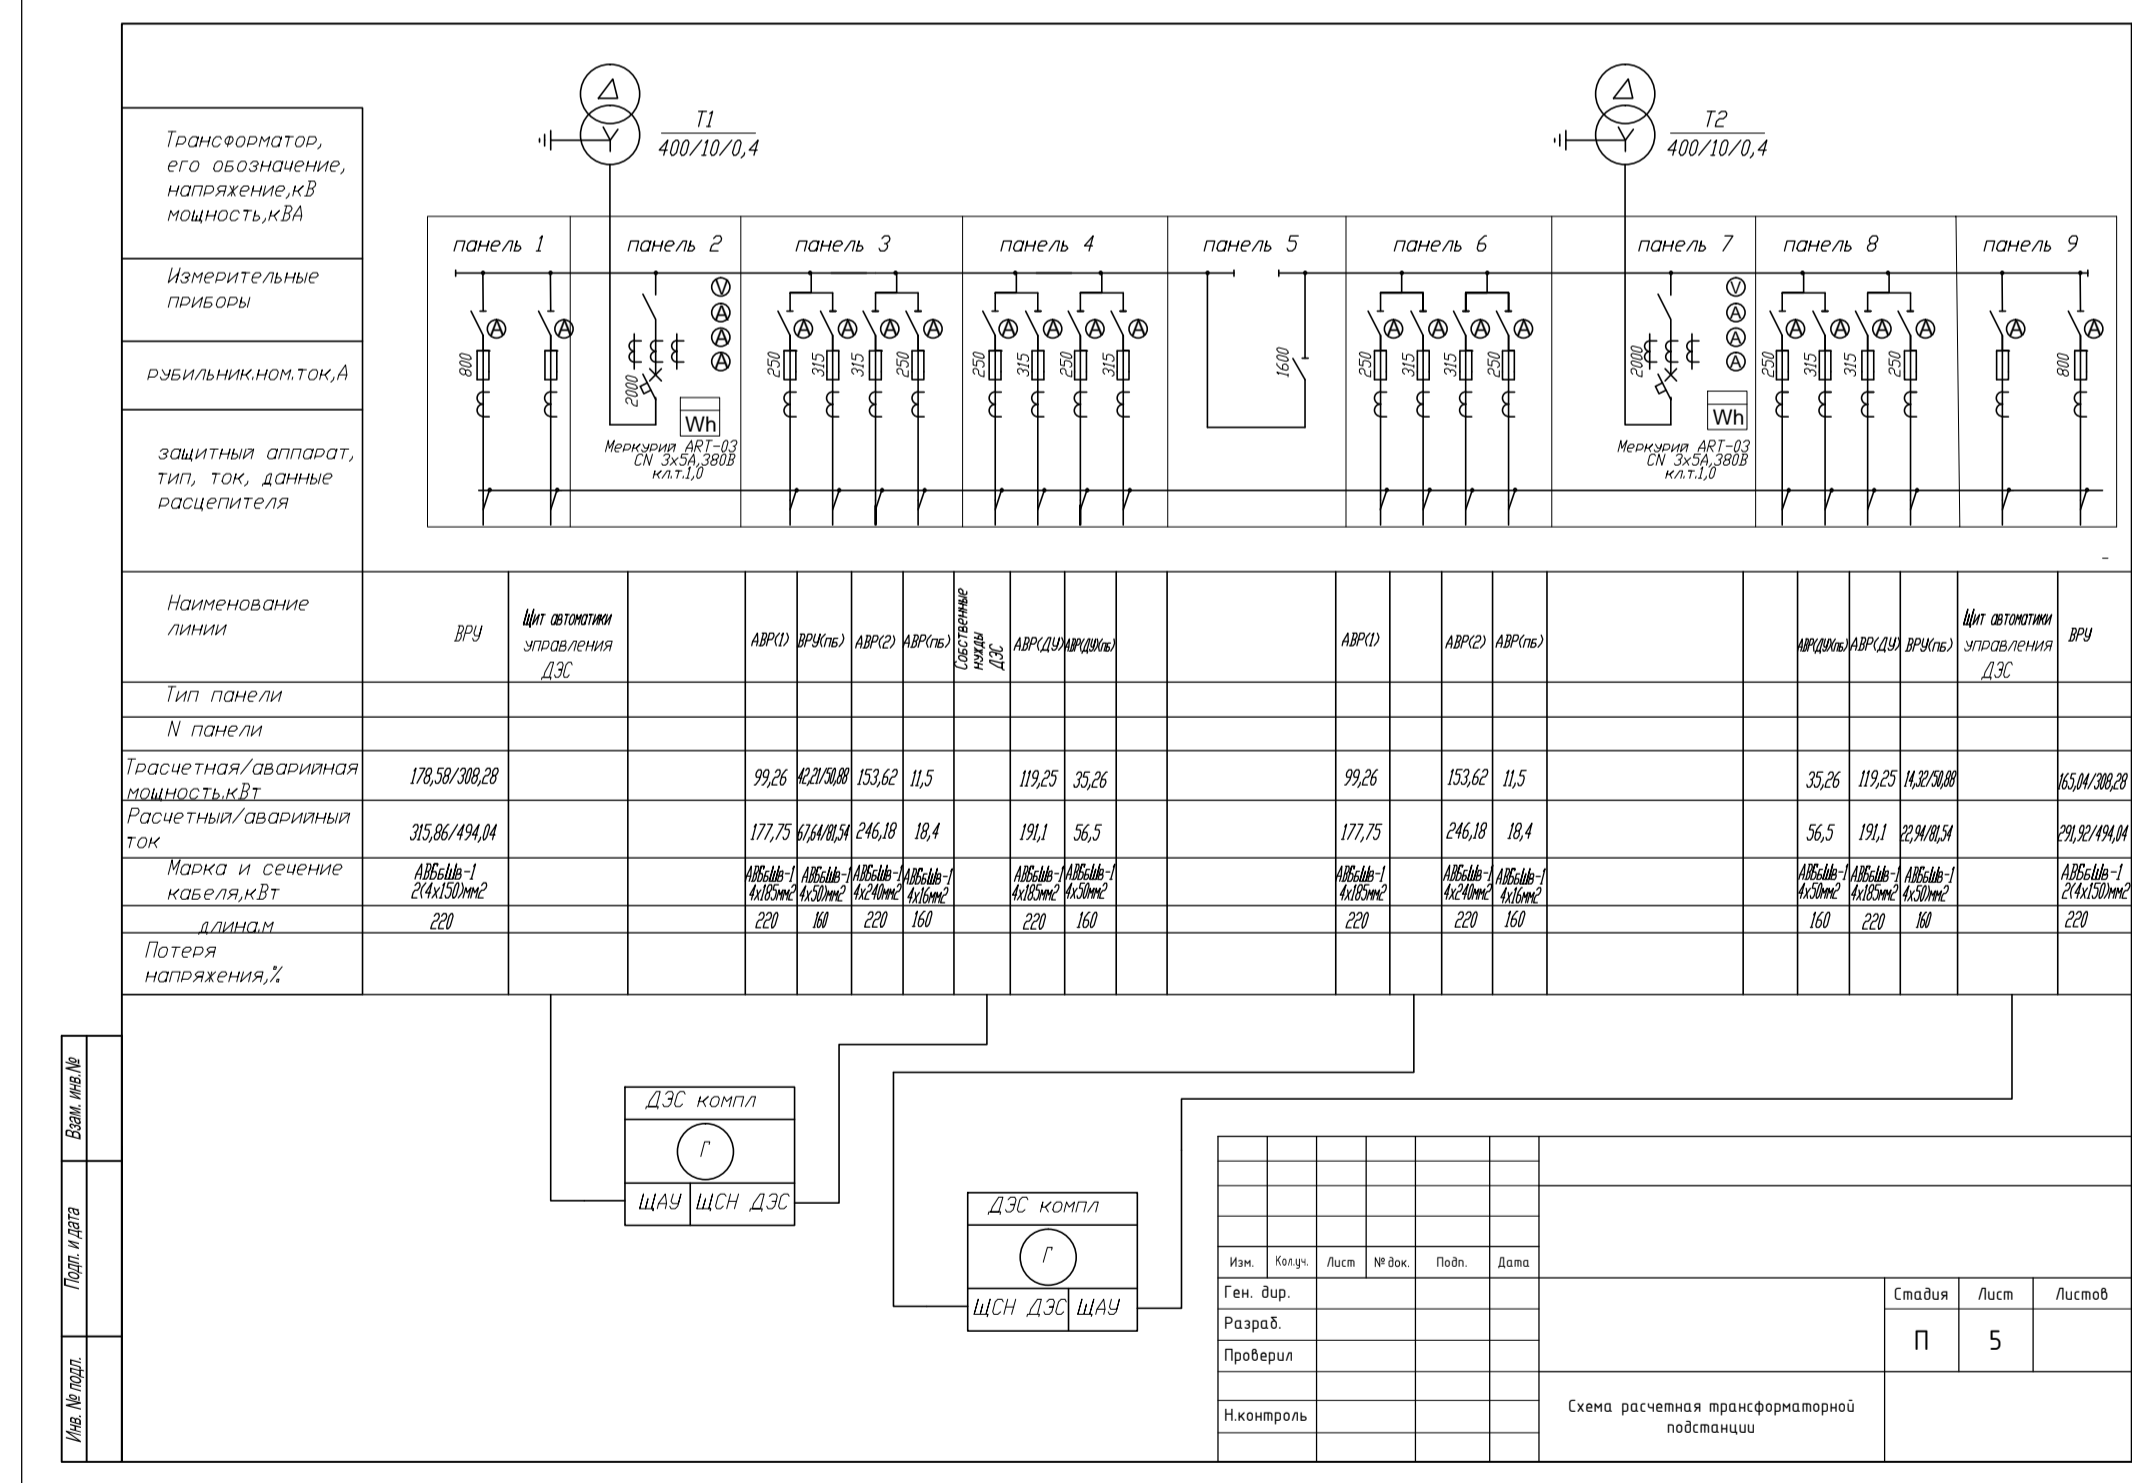 Т1
400/10/0,4
Т2
400/10/0,4
Трансформатор,
его обозначение,
напряжение,кВ
мощность,кВА
Измерительные
приборы
рубильник.ном.ток,А
защитный аппарат,
тип, ток, данные
расцепителя
панель 1
панель 2
панель 3
панель 4
панель 5
панель 6
панель 7
панель 8
панель 9
800
A
A
V
A
A
A
2000
Wh
Меркурий ART-03
CN 3x5А,380В
кл.т.1,0
250
A
315
A
315
A
250
A
250
A
315
A
250
A
315
A
1600
250
A
315
A
315
A
250
A
V
A
A
A
2000
Wh
Меркурий ART-03
CN 3x5А,380В
кл.т.1,0
250
A
315
A
315
A
250
A
A
800
A
Наименование
линии
ВРУ
Щит автоматики
управления
ДЭС
АВР(1)
ВРУ(пб)
АВР(2)
АВР(пб)
Собственные
нужды
ДЭС
АВР(ДУ)
АВР(ДУ)(пб)
АВР(1)
АВР(2)
АВР(пб)
АВР(ДУ)(пб)
АВР(ДУ)
ВРУ(пб)
Щит автоматики
управления
ДЭС
ВРУ
Тип панели
N панели
Трасчетная/аварийная
мощность.кВт
178,58/308,28
99,26
42,21/50,88
153,62
11,5
119,25
35,26
99,26
153,62
11,5
35,26
119,25
14,32/50,88
165,04/308,28
Расчетный/аварийный
ток
315,86/494,04
177,75
67,64/81,54
246,18
18,4
191,1
56,5
177,75
246,18
18,4
56,5
191,1
22,94/81,54
291,92/494,04
Марка и сечение
кабеля,кВт
АВБбШв-1
2(4х150)мм2
АВБбШв-1
4х185мм2
АВБбШв-1
4х50)мм2
АВБбШв-1
4х240мм2
АВБбШв-1
4х16мм2
АВБбШв-1
4х185мм2
АВБбШв-1
4х50мм2
АВБбШв-1
4х185мм2
АВБбШв-1
4х240мм2
АВБбШв-1
4х16мм2
АВБбШв-1
4х50мм2
АВБбШв-1
4х185мм2
АВБбШв-1
4х50)мм2
АВБбШв-1
2(4х150)мм2
длина.м
220
220
160
220
160
220
160
220
220
160
160
220
160
220
Потеря
напряжения,%
ДЭС компл
Г
ЩАУ
ЩСН ДЭС
ДЭС компл
Г
ЩСН ДЭС
ЩАУ
Взам. инв.№
Подп. и дата
Инв. № подл.
Изм.
Кол.уч.
Лист
№ док.
Подп.
Дата
Ген. дир.
Разраб.
Проверил
Н.контроль
Стадия
Лист
Листов
П
5
Схема расчетная трансформаторной
подстанции